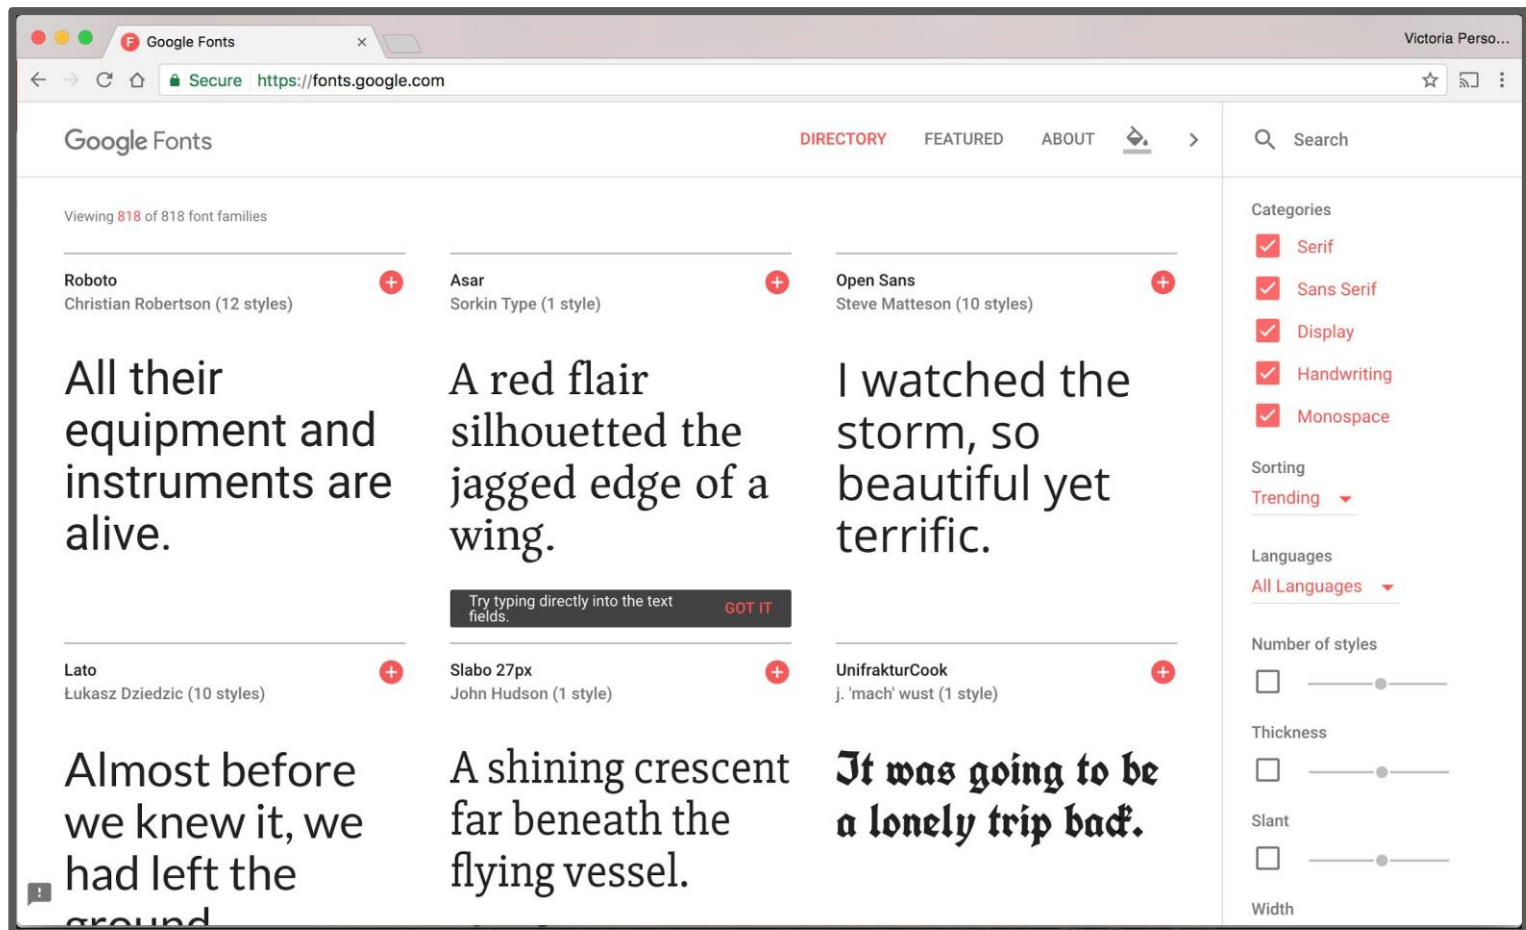 Google Fonts
Victoria Perso...
Secure https://fonts.google.com
Google Fonts
DIRECTORY
FEATURED
ABOUT
Search
Viewing 818 of 818 font families
Roboto
Christian Robertson (12 styles)
All their
equipment and
instruments are
alive.
Asar
Sorkin Type (1 style)
A red flair
silhouetted the
jagged edge of a
wing.
Try typing directly into the text
fields.
GOT IT
Open Sans
Steve Matteson (10 styles)
I watched the
storm, so
beautiful yet
terrific.
Lato
Łukasz Dziedzic (10 styles)
Almost before
we knew it, we
had left the
ground
Slabo 27px
John Hudson (1 style)
A shining crescent
far beneath the
flying vessel.
UnifrakturCook
j. 'mach' wust (1 style)
It was going to be
a lonely trip back.
Categories
Serif
Sans Serif
Display
Handwriting
Monospace
Sorting
Trending
Languages
All Languages
Number of styles
Thickness
Slant
Width